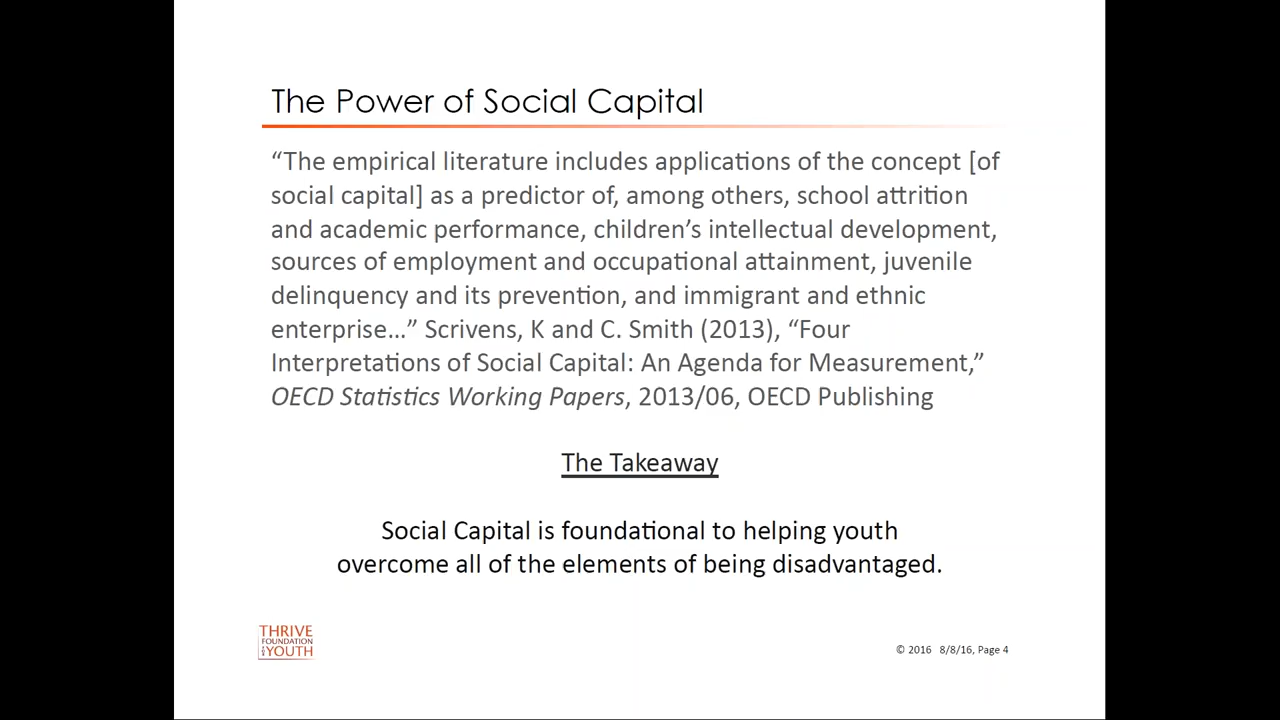 The Power of Social Capital
“The empirical literature includes applications of the concept [of
social capital] as a predictor of, among others, school attrition
and academic performance, children’s intellectual development,
sources of employment and occupational attainment, juvenile
delinquency and its prevention, and immigrant and ethnic
enterprise…” Scrivens, K and C. Smith (2013), “Four
Interpretations of Social Capital: An Agenda for Measurement,”
OECD Statistics Working Papers, 2013/06, OECD Publishing
The Takeaway
Social Capital is foundational to helping youth
overcome all of the elements of being disadvantaged.
THRIVE
FOUNDATION
FOR YOUTH
© 2016 8/8/16, Page 4